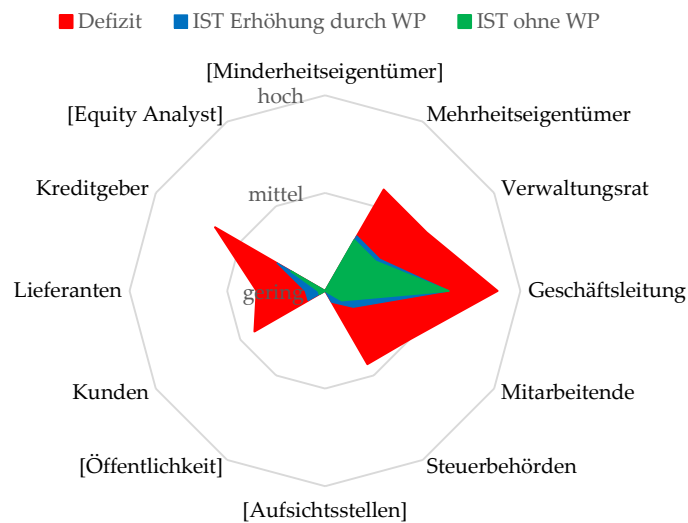 Defizit
IST Erhöhung durch WP
IST ohne WP
[Minderheitseigentümer]
hoch
[Equity Analyst]
Mehrheitseigentümer
Kreditgeber
mittel
Verwaltungsrat
Lieferanten
guring
Geschäftsleitung
Kunden
Mitarbeitende
[Öffentlichkeit]
Steuerbehörden
[Aufsichtsstellen]